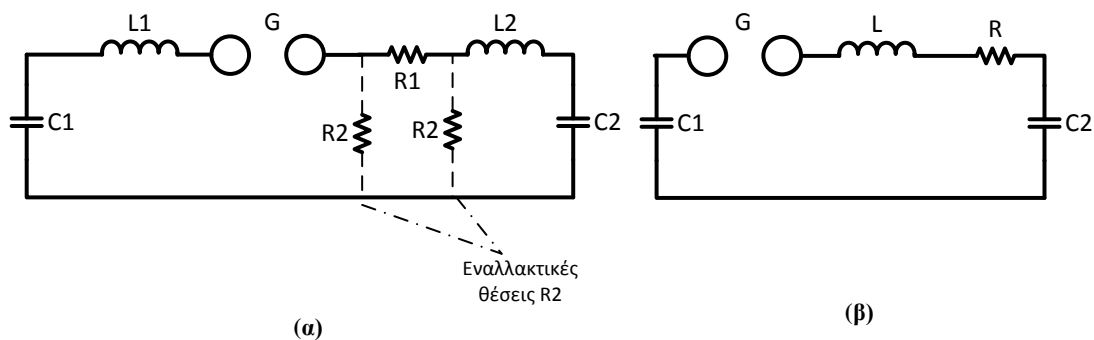 L1 G L2
R1
C1 R2 R2 C2
Εναλλακτικές
θέσεις R2
(α)
G L R
C1 C2
(β)